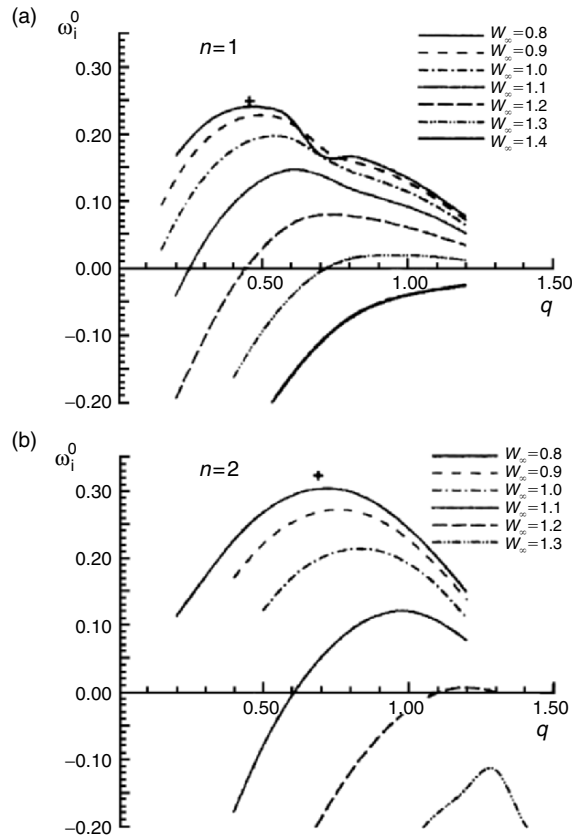 (a)
ω_i^0
n=1
W_∞=0.8
W_∞=0.9
W_∞=1.0
W_∞=1.1
W_∞=1.2
W_∞=1.3
W_∞=1.4
0.30
0.20
0.10
0.00
−0.10
−0.20
0.50
1.00
1.50
q
(b)
ω_i^0
n=2
W_∞=0.8
W_∞=0.9
W_∞=1.0
W_∞=1.1
W_∞=1.2
W_∞=1.3
0.30
0.20
0.10
0.00
−0.10
−0.20
0.50
1.00
1.50
q